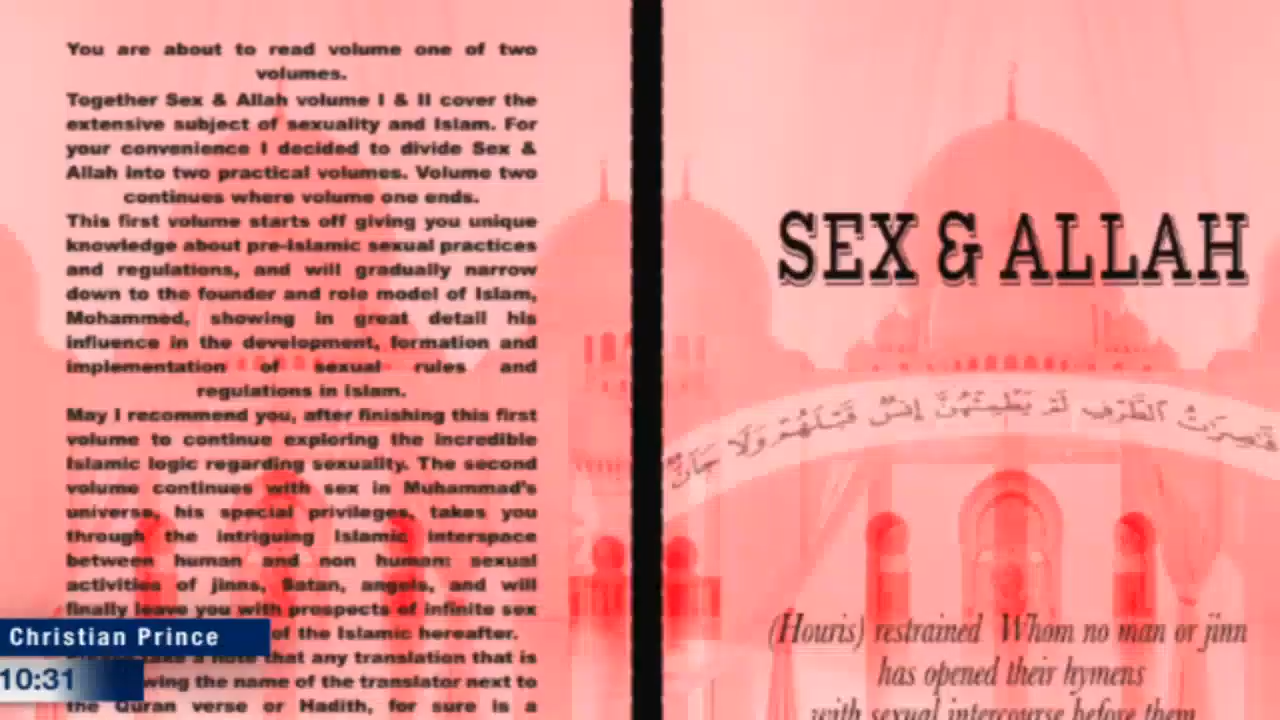 You are about to read volume one of two
volumes.
Together Sex & Allah volume I & II cover the
extensive subject of sexuality and Islam. For
your convenience I decided to divide Sex &
Allah into two practical volumes. Volume two
continues where volume one ends.
This first volume starts off giving you unique
knowledge about pre-Islamic sexual practices
and regulations, and will gradually narrow
down to the founder and role model of Islam,
Mohammed, showing in great detail his
influence in the development, formation and
implementation of sexual rules and
regulations in Islam.
May I recommend you, after finishing this first
volume to continue exploring the incredible
Islamic logic regarding sexuality. The second
volume continues with sex in Muhammad's
universe, his special privileges, takes you
through the intriguing Islamic interspace
between human and non human: sexual
activities of jinns, Satan, angels, and will
finally leave you with prospects of infinite sex
of the Islamic hereafter.
take a note that any translation that is
the name of the translator next to
the Quran verse or Hadith, for sure is a
Christian Prince
10:31
SEX & ALLAH
قَصِرَٰتُ ٱلطَّرْفِ لَمْ يَطْمِثْهُنَّ إِنسٌ قَبْلَهُمْ وَلَا جَآنٌّ
(Houris) restrained Whom no man or jinn
has opened their hymens
with sexual intercourse before them